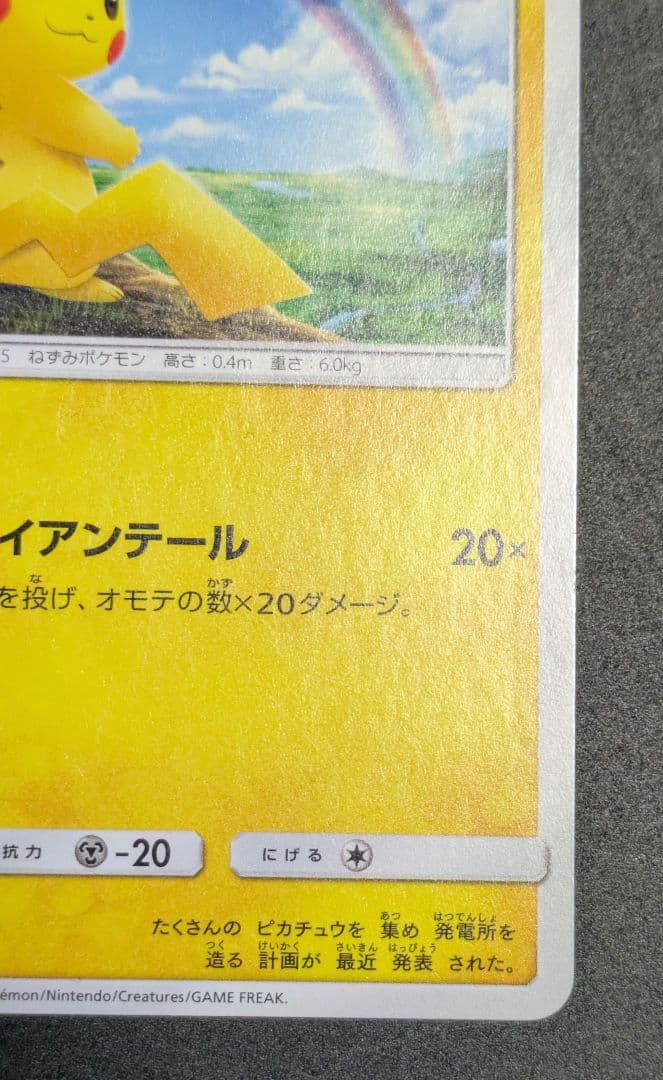 5 ねずみポケモン 高さ：0.4m 重さ：6.0kg
イアンテール 20×
を投げ、オモテの数×20ダメージ。
抗力 -20 にげる
たくさんの ピカチュウを 集め 発電所を
造る 計画が 最近 発表 された。
émon/Nintendo/Creatures/GAME FREAK.